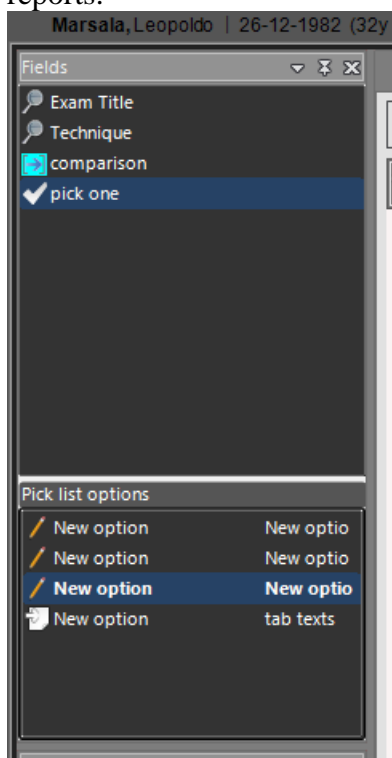 reports.
Marsala, Leopoldo | 26-12-1982 (32y
Fields
Exam Title
Technique
comparison
pick one
Pick list options
New option New optio
New option New optio
New option New optio
New option tab texts